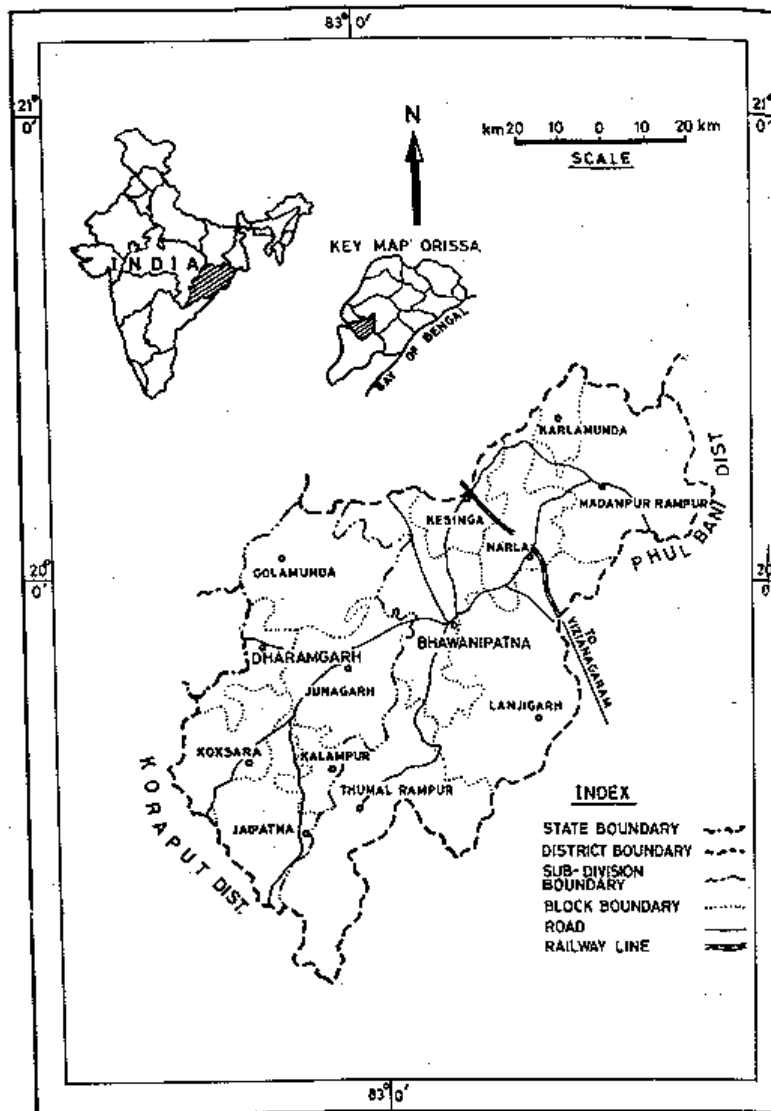 83° 0'
21° 0'
21° 0'
N
km 20 10 0 10 20 km
SCALE
INDIA
KEY MAP ORISSA
BAY OF BENGAL
KARLAMUNDA
MADANPUR RAMPUR
PHULBANI DIST
KESINGA
NARLA
GOLAMUNDA
20° 0'
20° 0'
BHAWANIPATNA
TO VIZIANAGARAM
DHARAMGARH
JUNAGARH
LANJIGARH
KOKSARA
KALAMPUR
THUMAL RAMPUR
JAIPATNA
KORAPUT DIST.
INDEX
STATE BOUNDARY
DISTRICT BOUNDARY
SUB-DIVISION
BOUNDARY
BLOCK BOUNDARY
ROAD
RAILWAY LINE
83° 0'